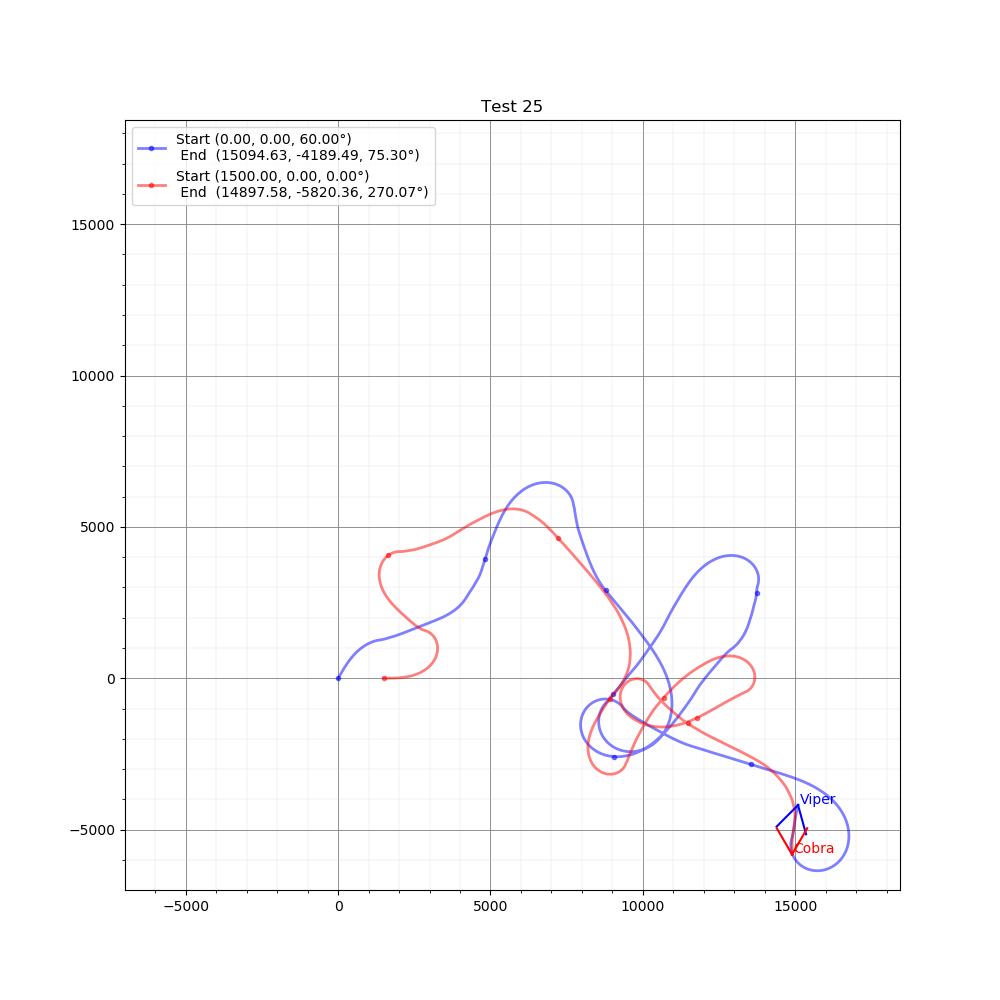 Test 25
Start (0.00, 0.00, 60.00°)
End (15094.63, -4189.49, 75.30°)
Start (1500.00, 0.00, 0.00°)
End (14897.58, -5820.36, 270.07°)
15000
10000
5000
0
−5000
Viper
Cobra
−5000
0
5000
10000
15000